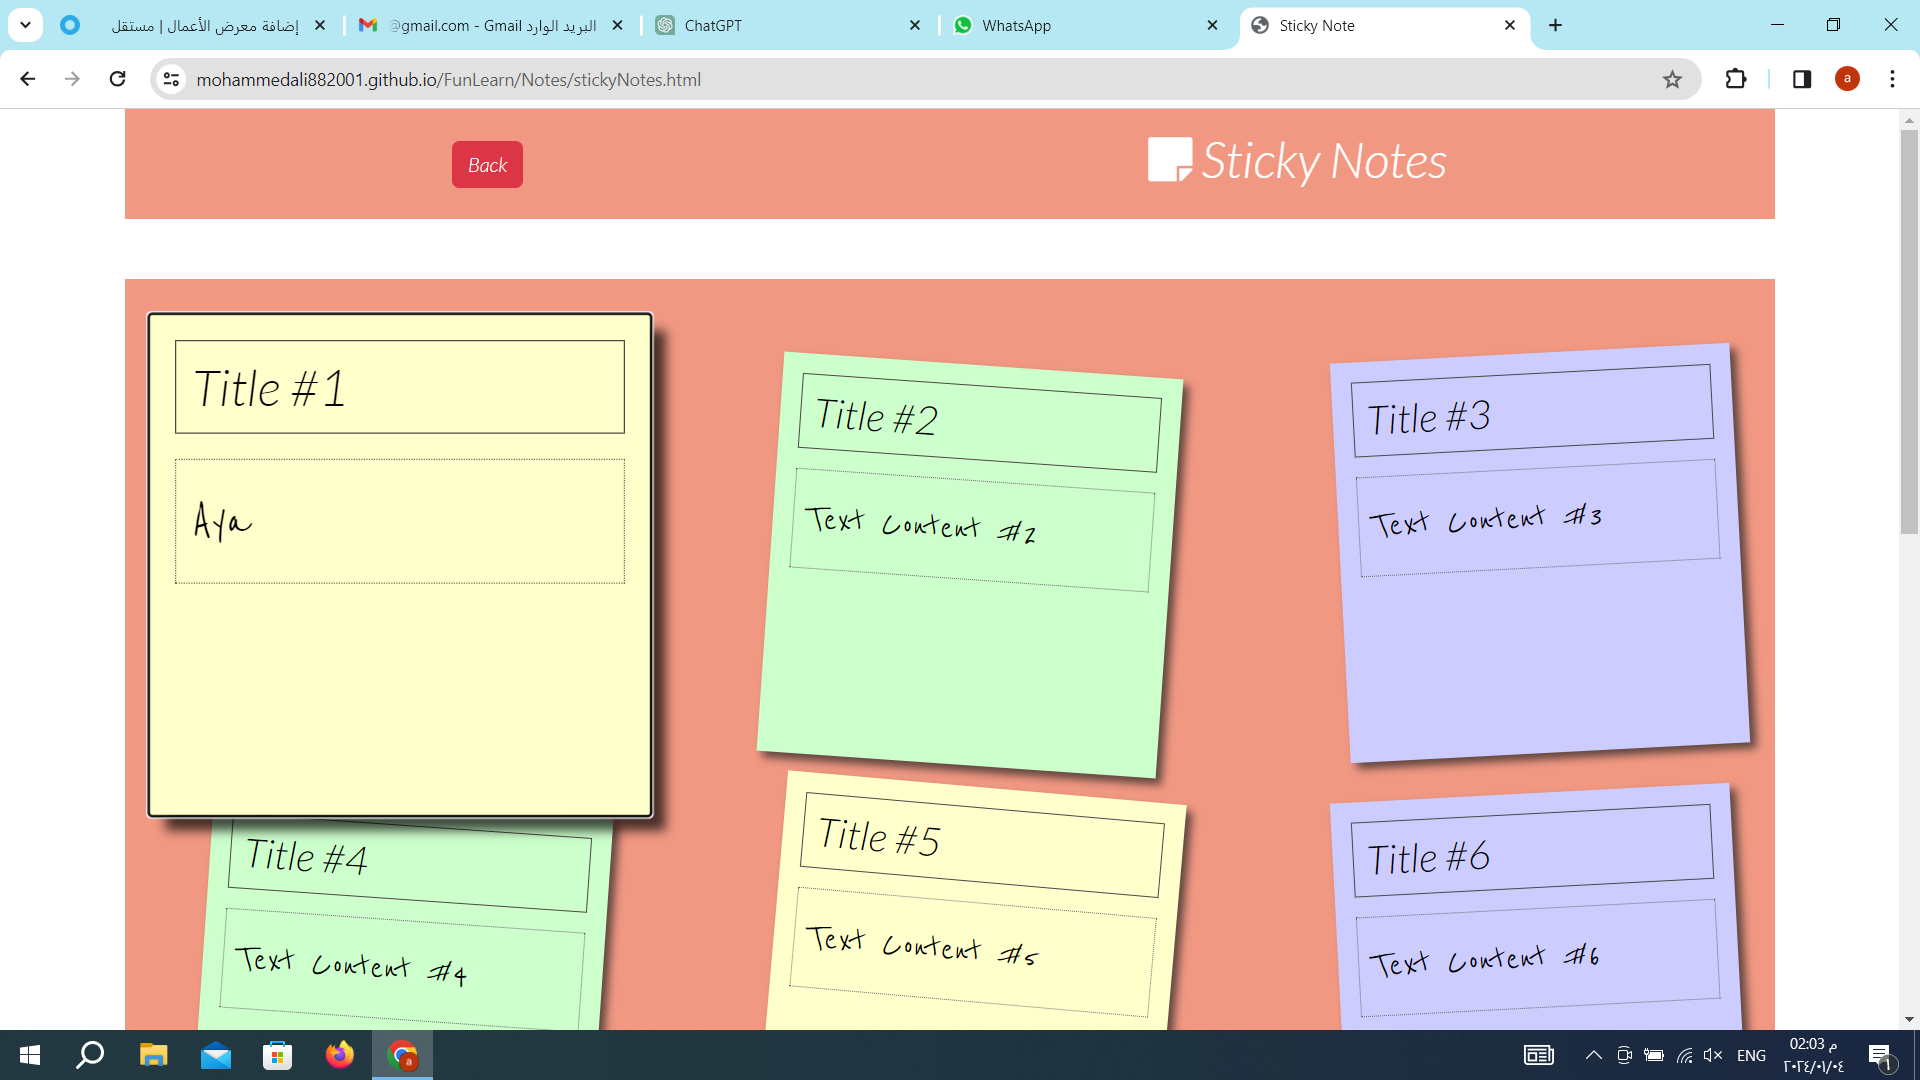 إضافة معرض الأعمال | مستقل
البريد الوارد @gmail.com - Gmail
ChatGPT
WhatsApp
Sticky Note
mohammedali882001.github.io/FunLearn/Notes/stickyNotes.html
a
Back
Sticky Notes
Title #1
Aya
Title #2
Text Content #2
Title #3
Text Content #3
Title #4
Text Content #4
Title #5
Text Content #5
Title #6
Text Content #6
a
ENG
02:03 م
٢٠٢٤/٠١/٠٤
١